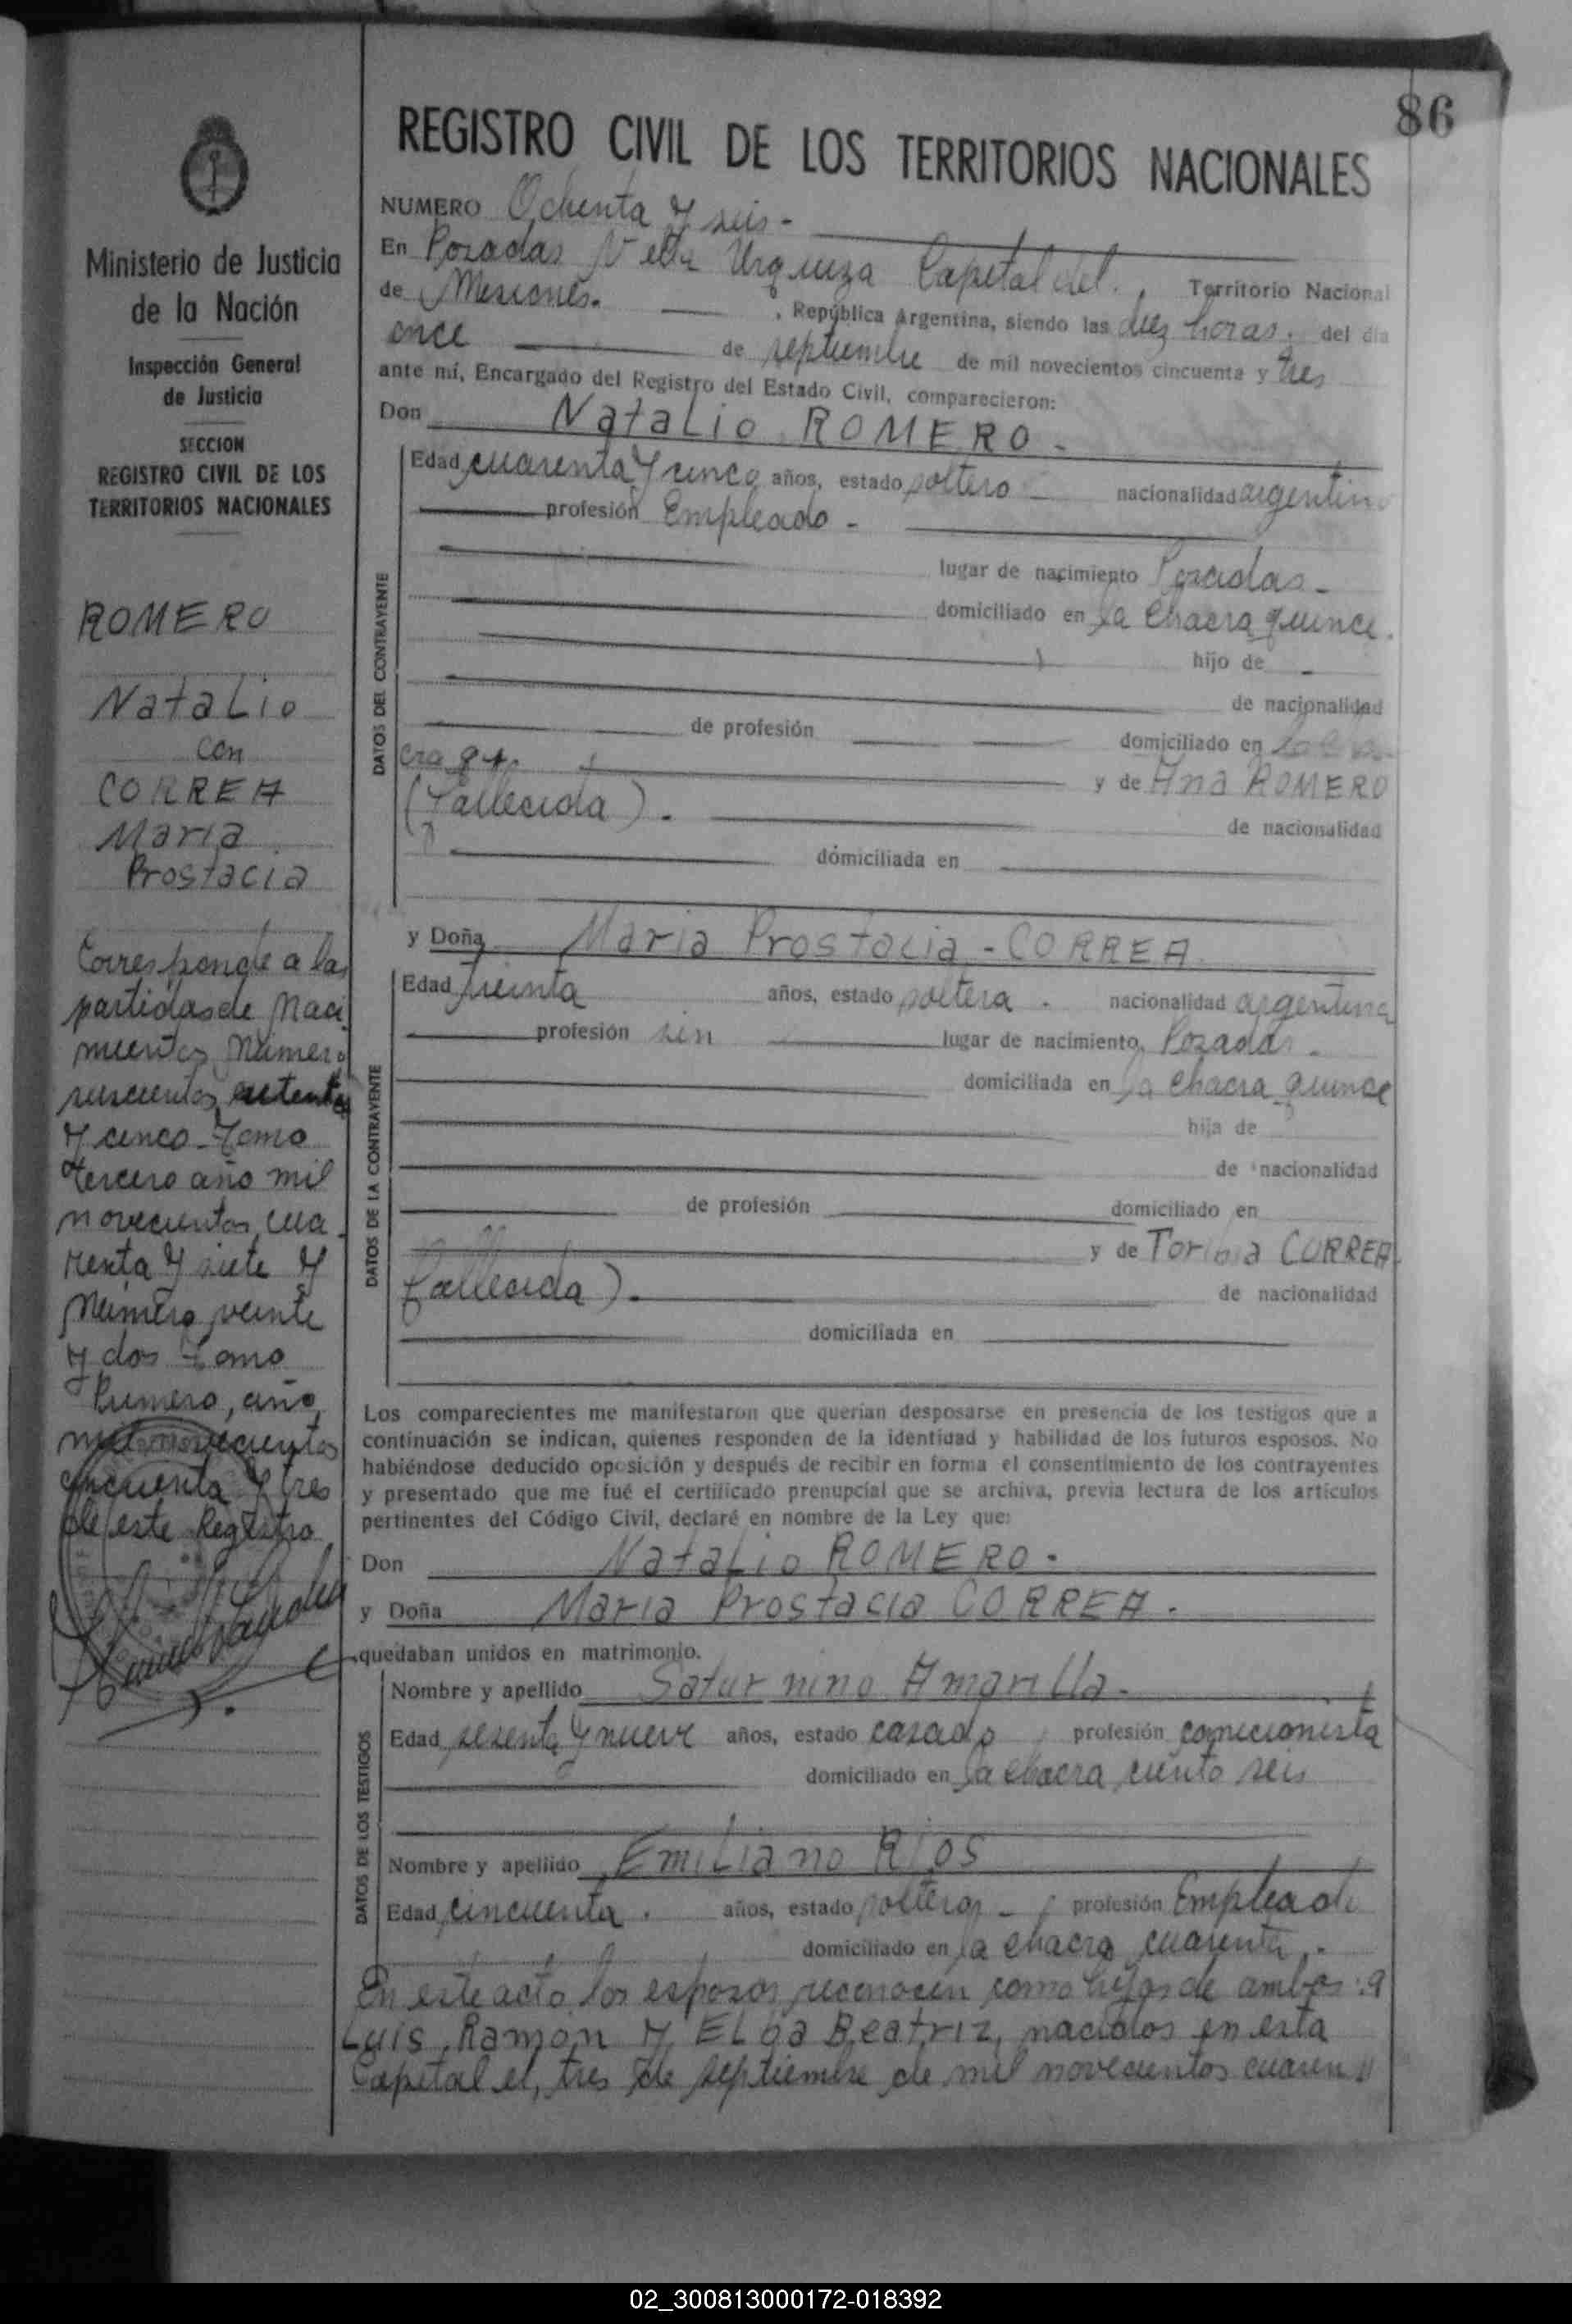 86
REGISTRO CIVIL DE LOS TERRITORIOS NACIONALES
Ministerio de Justicia
de la Nación
Inspección General
de Justicia
SECCION
REGISTRO CIVIL DE LOS
TERRITORIOS NACIONALES
ROMERO
Natalio
con
CORREA
Maria
Prostacia
Corresponde a las
partidas de Naci
mientos Numero
seiscientos setenta
y cinco Tomo
tercero año mil
novecientos cua
renta y siete y
Numero veinte
y dos Tomo
Primero, año
mil novecientos
cincuenta y tres
de este Registro
NUMERO Ochenta y seis -
En Posadas Villa Urquiza Capital del. Territorio Nacional
de Misiones. , República Argentina, siendo las diez horas. del día
once de septiembre de mil novecientos cincuenta y tres
ante mí, Encargado del Registro del Estado Civil, comparecieron:
Don Natalio ROMERO -
DATOS DEL CONTRAYENTE
Edad cuarenta y cinco años, estado soltero nacionalidad argentino
profesión Empleado -
lugar de nacimiento Posadas -
domiciliado en la Chacra quince.
hijo de -
de nacionalidad
de profesión domiciliado en
cra y de Ana ROMERO
(Fallecida). de nacionalidad
domiciliada en
y Doña Maria Prostacia - CORREA
DATOS DE LA CONTRAYENTE
Edad treinta años, estado soltera . nacionalidad argentina
profesión sin lugar de nacimiento Posadas .
domiciliada en la chacra quince
hija de
de nacionalidad
de profesión domiciliado en
y de Toribia CORREA
fallecida). de nacionalidad
domiciliada en
Los comparecientes me manifestaron que querían desposarse en presencia de los testigos que a
continuación se indican, quienes responden de la identidad y habilidad de los futuros esposos. No
habiéndose deducido oposición y después de recibir en forma el consentimiento de los contrayentes
y presentado que me fué el certificado prenupcial que se archiva, previa lectura de los artículos
pertinentes del Código Civil, declaré en nombre de la Ley que:
Don Natalio ROMERO .
y Doña Maria Prostacia CORREA .
quedaban unidos en matrimonio.
DATOS DE LOS TESTIGOS
Nombre y apellido Saturnino Amarilla -
Edad sesenta y nueve años, estado casado profesión comicionista
domiciliado en la chacra ciento seis
Nombre y apellido Emiliano Rios
Edad cincuenta . años, estado soltero - profesión Empleado
domiciliado en la chacra cuarenta .-
En este acto los esposos reconocen como hijos de ambos : a
Luis Ramon y Elba Beatriz, nacidos en esta
Capital el, tres de septiembre de mil novecientos cuaren //
02_300813000172-018392